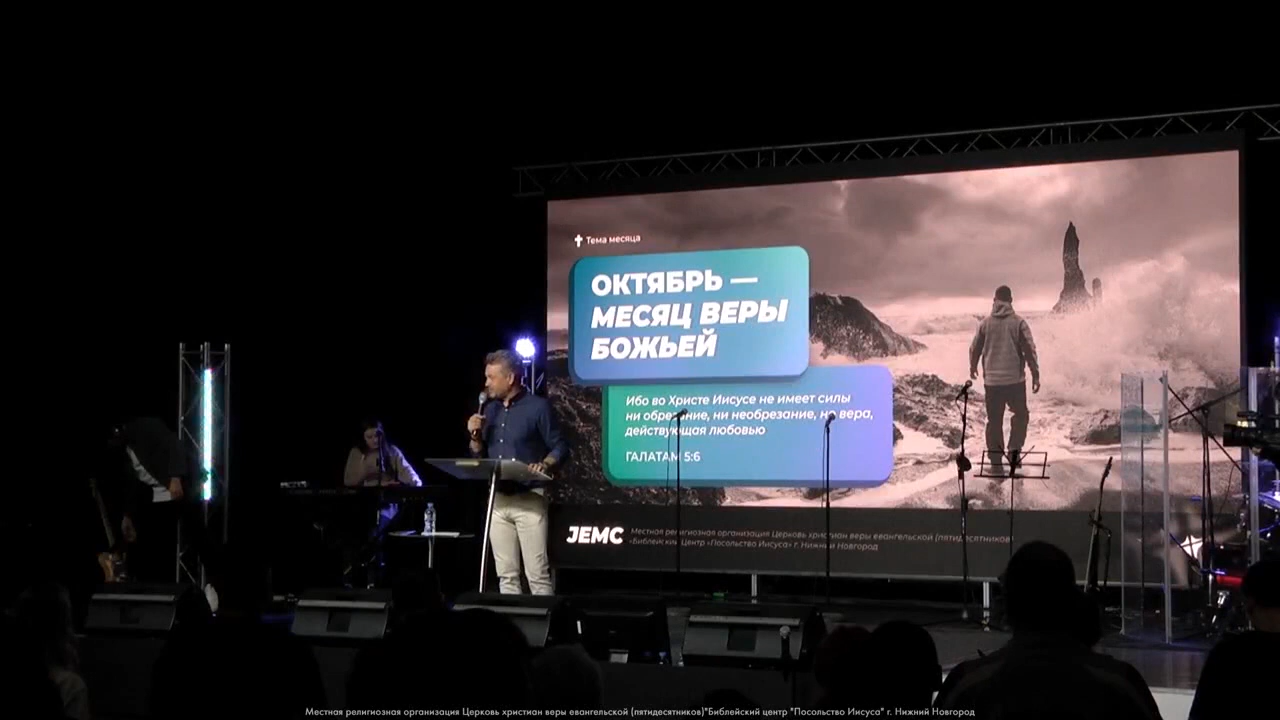 Тема месяца
ОКТЯБРЬ —
МЕСЯЦ ВЕРЫ
БОЖЬЕЙ
Ибо во Христе Иисусе не имеет силы
ни обрезание, ни необрезание, но вера,
действующая любовью
ГАЛАТАМ 5:6
JEMC
Местная религиозная организация Церковь христиан веры евангельской (пятидесятников)
«Библейский Центр «Посольство Иисуса» г. Нижний Новгород
Местная религиозная организация Церковь христиан веры евангельской (пятидесятников)"Библейский центр "Посольство Иисуса" г. Нижний Новгород